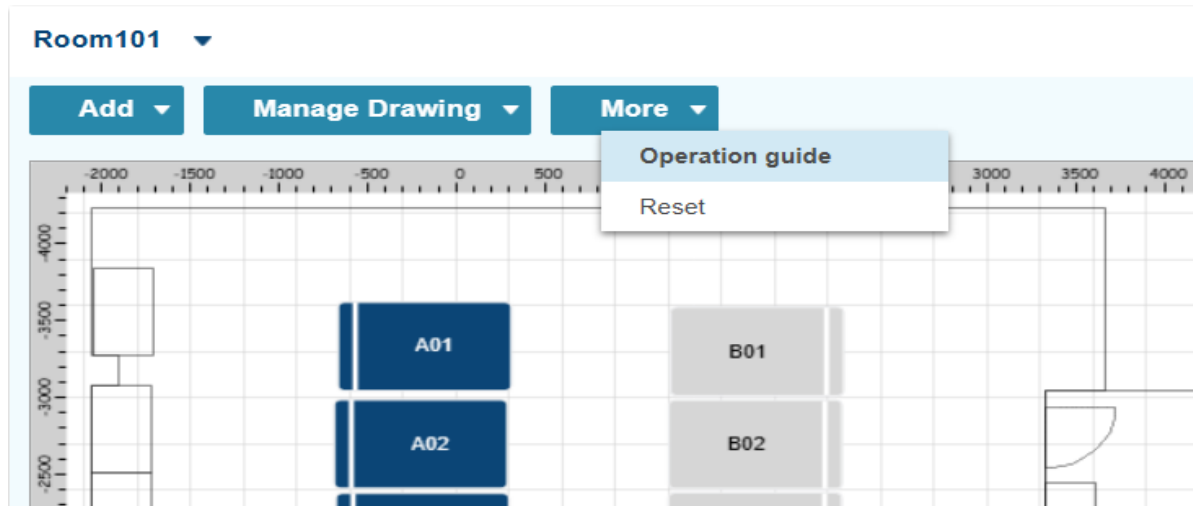 Room101
Add
Manage Drawing
More
Operation guide
Reset
-2000 -1500 -1000 -500 0 500 3000 3500 4000
-4000
-3500
-3000
-2500
A01
B01
A02
B02